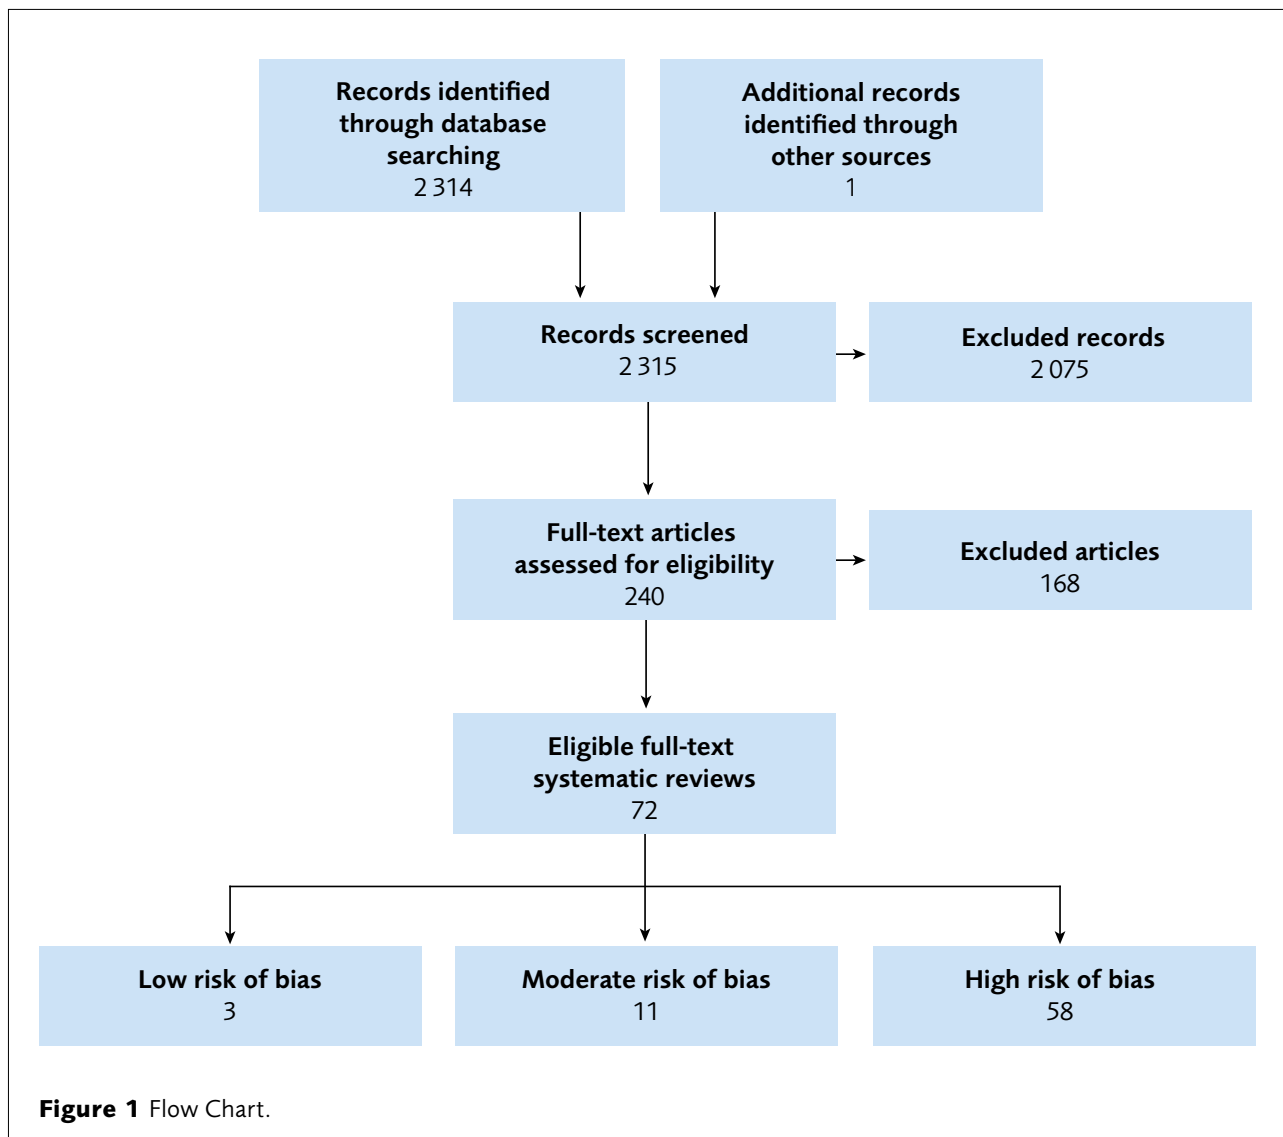 Records identified
through database
searching
2 314
Additional records
identified through
other sources
1
Records screened
2 315
Excluded records
2 075
Full-text articles
assessed for eligibility
240
Excluded articles
168
Eligible full-text
systematic reviews
72
Low risk of bias
3
Moderate risk of bias
11
High risk of bias
58
Figure 1 Flow Chart.